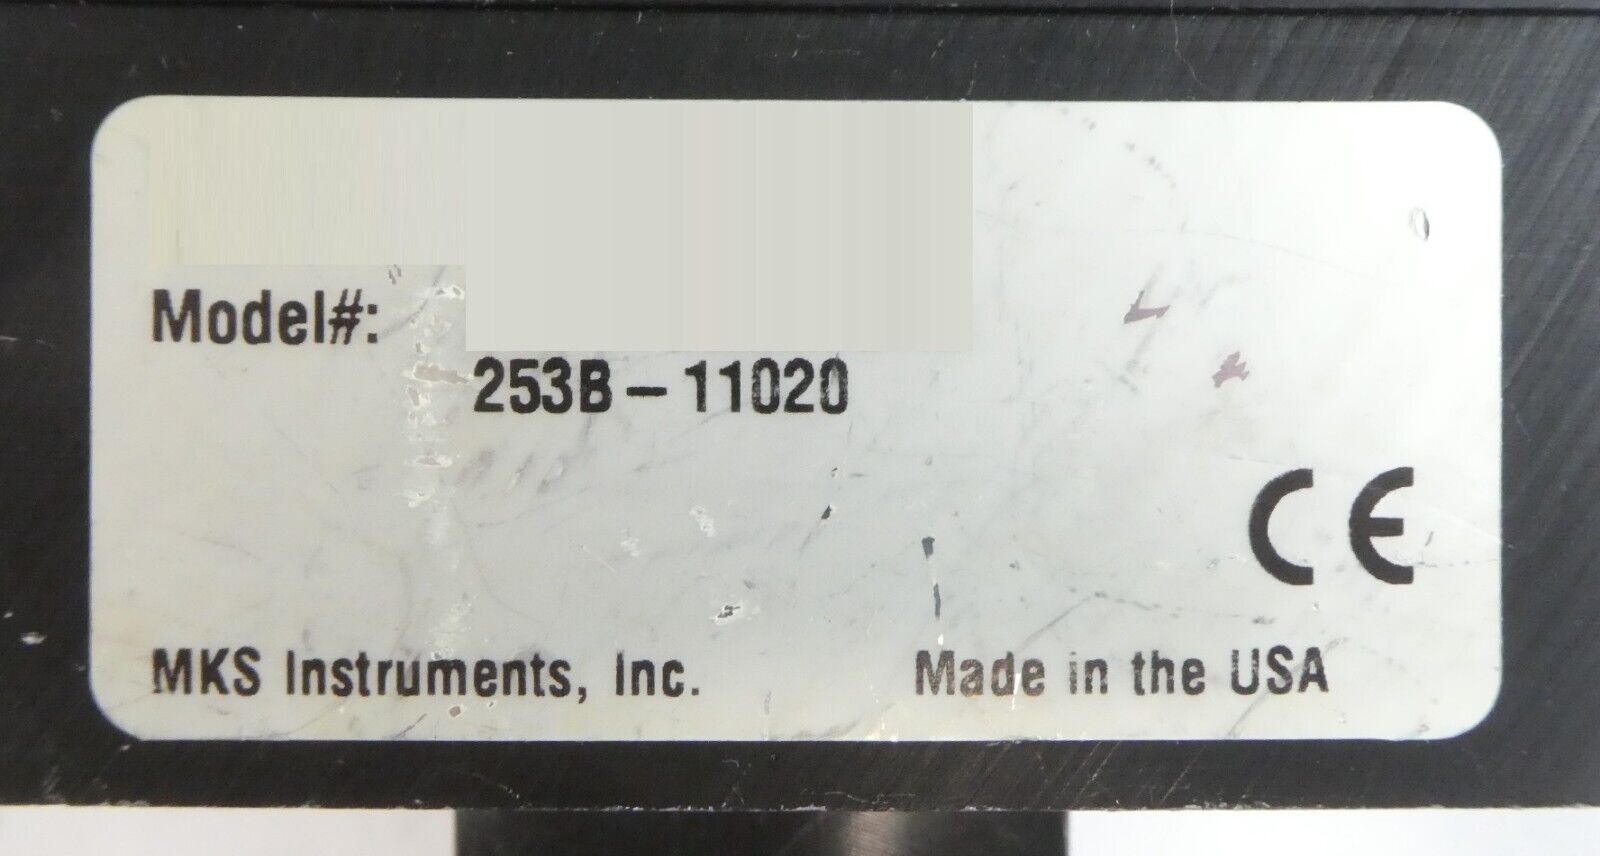 Model#:
253B-11020
CE
MKS Instruments, Inc. Made in the USA